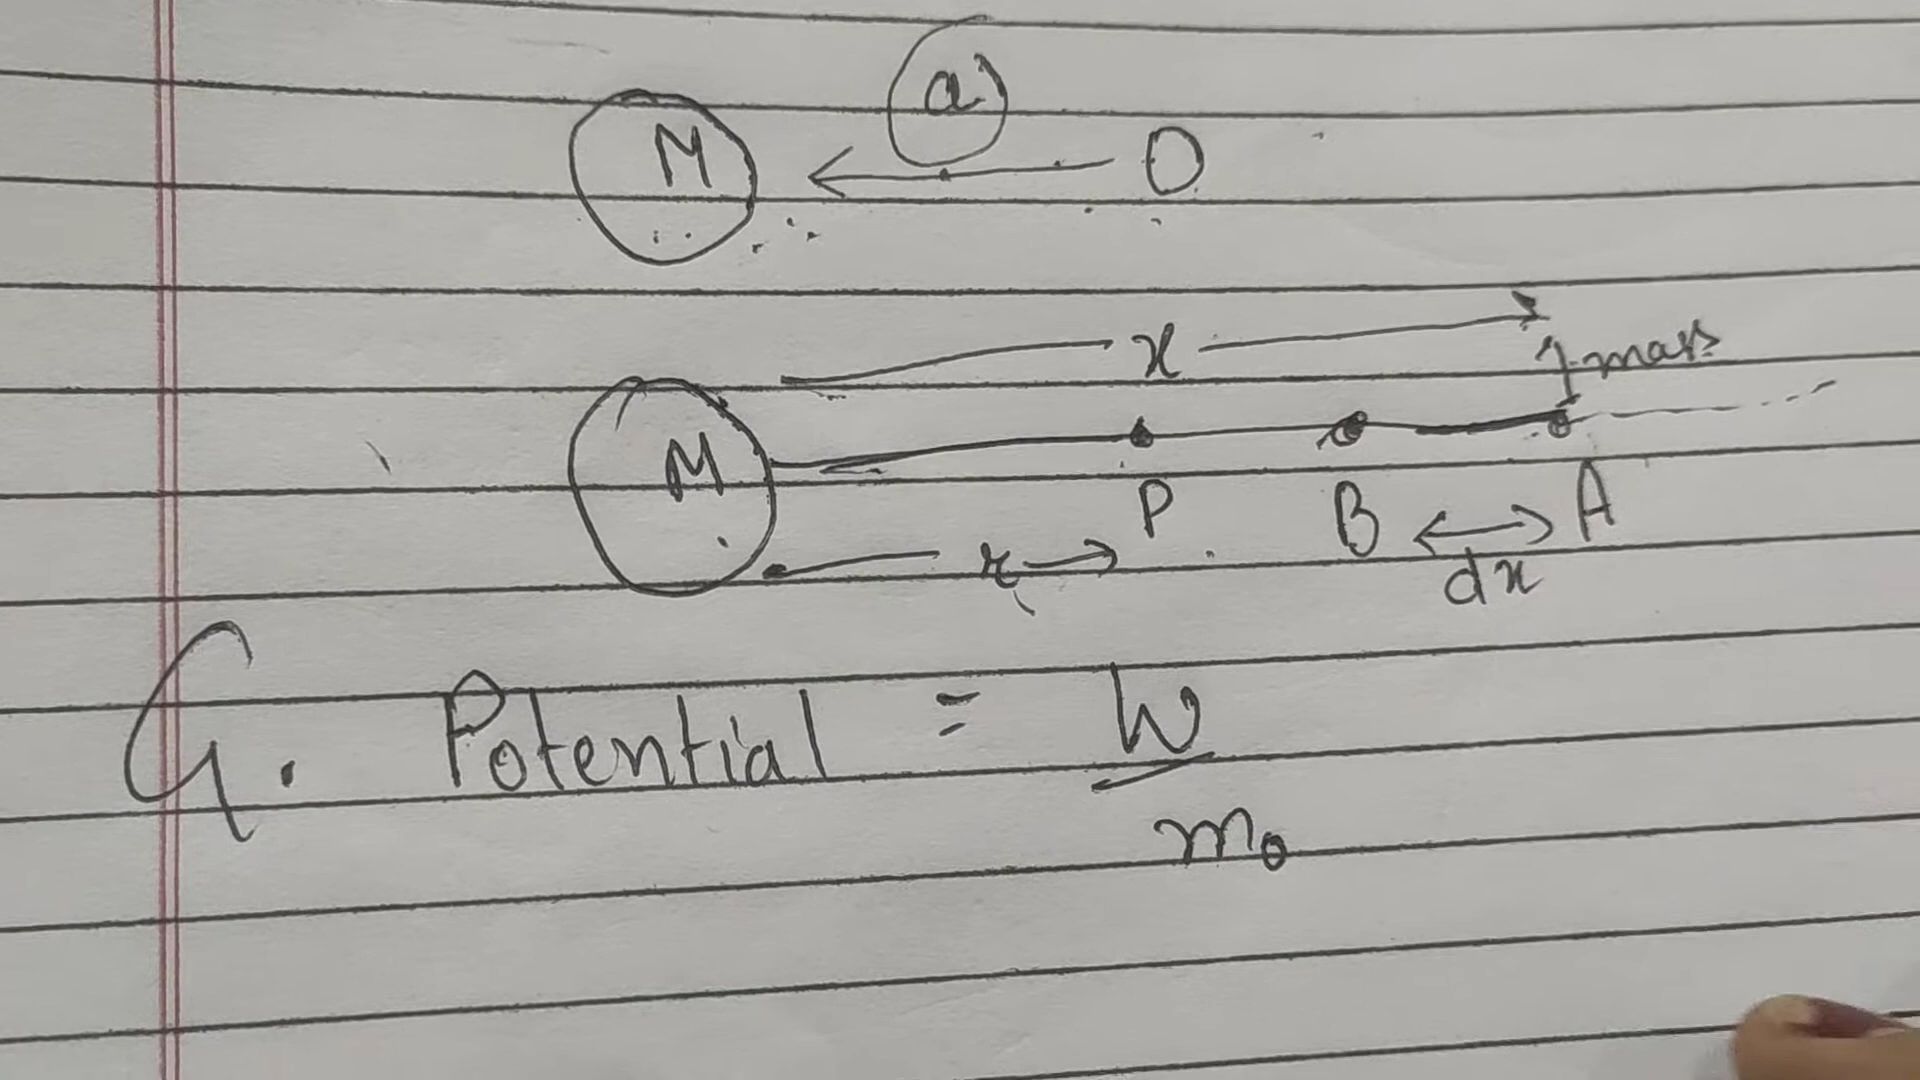 a
M O
x
1 mass
M
P B A
r
dx
G. Potential = W
m₀